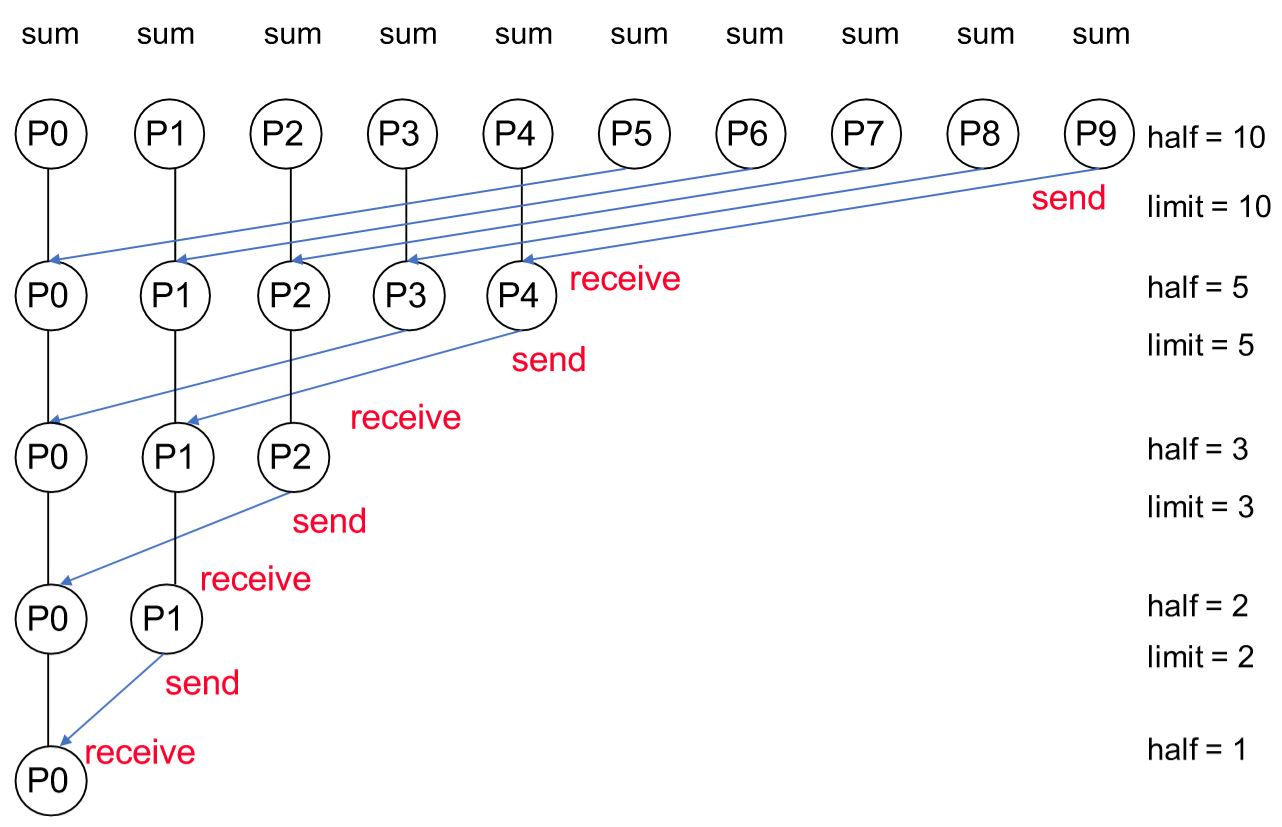 sum sum sum sum sum sum sum sum sum sum
P0 P1 P2 P3 P4 P5 P6 P7 P8 P9 half = 10
send limit = 10
receive
P0 P1 P2 P3 P4 half = 5
send limit = 5
receive
P0 P1 P2 half = 3
send limit = 3
receive
P0 P1 half = 2
send limit = 2
receive half = 1
P0